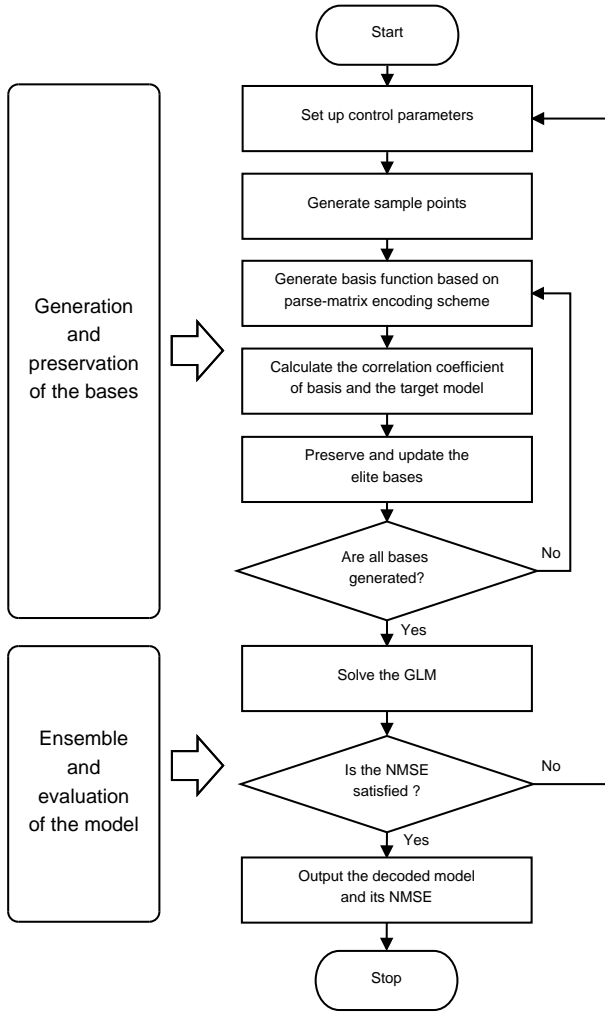 Start
Set up control parameters
Generate sample points
Generate basis function based on
parse-matrix encoding scheme
Generation
and
preservation
of the bases
Calculate the correlation coefficient
of basis and the target model
Preserve and update the
elite bases
Are all bases
generated?
No
Yes
Solve the GLM
Ensemble
and
evaluation
of the model
Is the NMSE
satisfied ?
No
Yes
Output the decoded model
and its NMSE
Stop